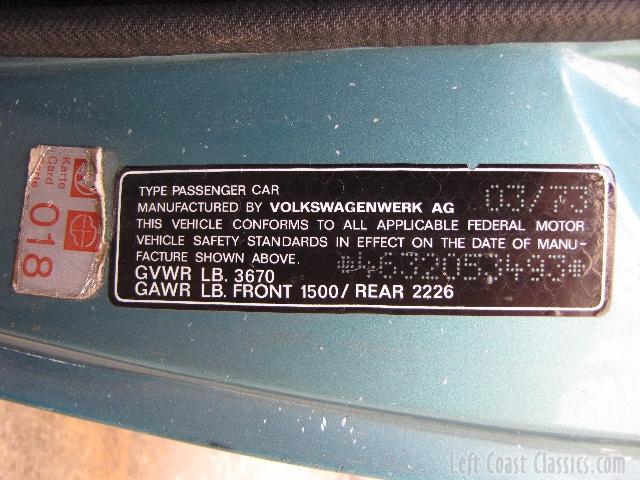 Karte
Card
Carte
018
TYPE PASSENGER CAR
03/73
MANUFACTURED BY VOLKSWAGENWERK AG
THIS VEHICLE CONFORMS TO ALL APPLICABLE FEDERAL MOTOR
VEHICLE SAFETY STANDARDS IN EFFECT ON THE DATE OF MANU-
FACTURE SHOWN ABOVE.
GVWR LB. 3670
GAWR LB. FRONT 1500/ REAR 2226
Left Coast Classics.com